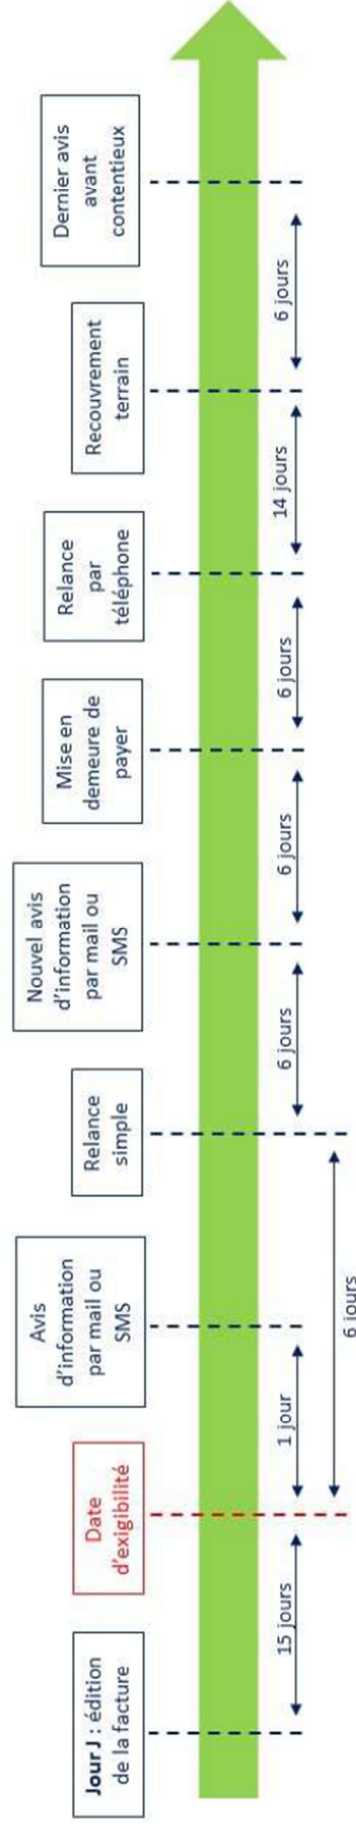 Jour J : édition
de la facture
Date
d'exigibilité
Avis
d'information
par mail ou
SMS
Relance
simple
Nouvel avis
d'information
par mail ou
SMS
Mise en
demeure de
payer
Relance
par
téléphone
Recouvrement
terrain
Dernier avis
avant
contentieux
15 jours
1 jour
6 jours
6 jours
6 jours
6 jours
14 jours
6 jours